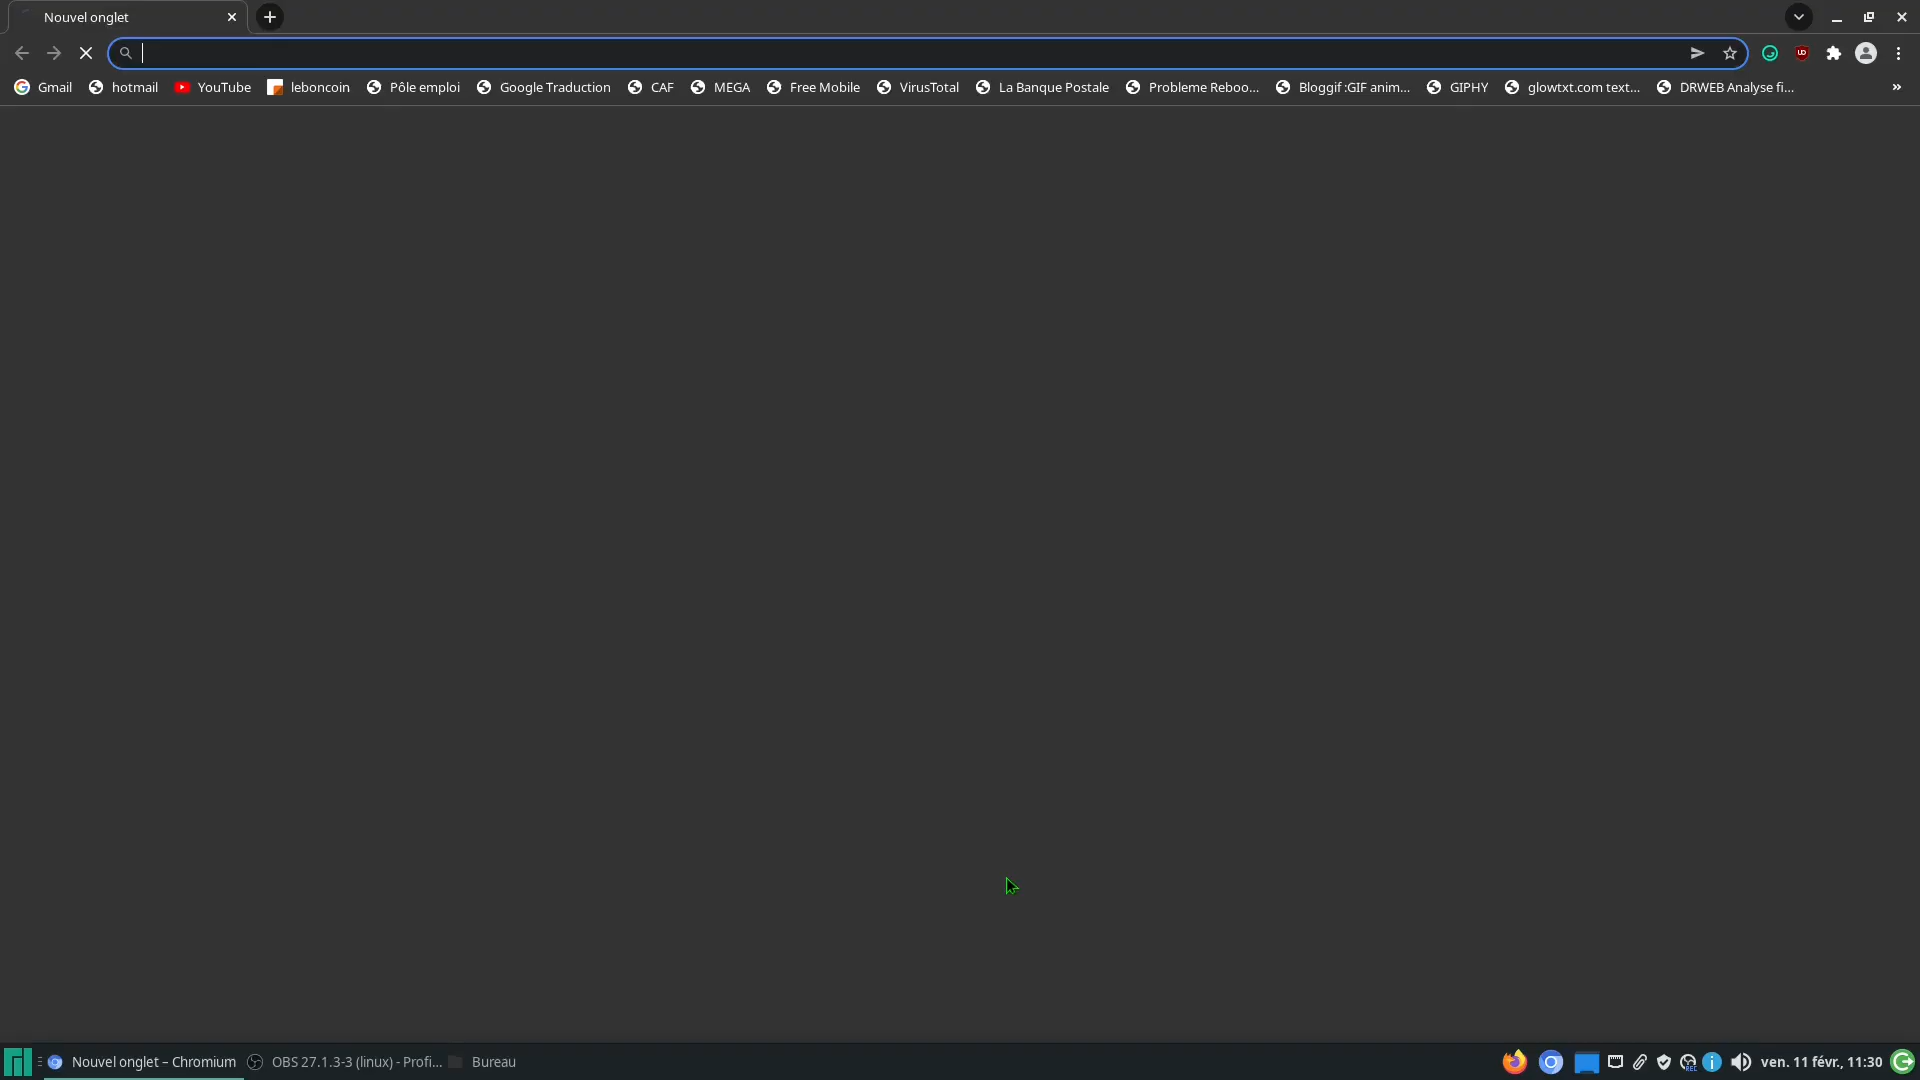 Nouvel onglet
Gmail hotmail YouTube leboncoin Pôle emploi Google Traduction CAF MEGA Free Mobile VirusTotal La Banque Postale Probleme Reboo... Bloggif :GIF anim... GIPHY glowtxt.com text... DRWEB Analyse fi... »
Nouvel onglet – Chromium OBS 27.1.3-3 (linux) - Profi... Bureau REC ven. 11 févr., 11:30